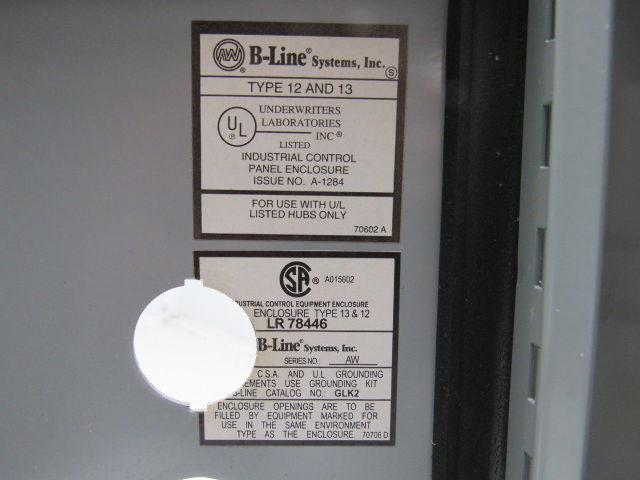 AW ® B-Line® Systems, Inc. S
TYPE 12 AND 13
UL ®
UNDERWRITERS
LABORATORIES
INC®
LISTED
INDUSTRIAL CONTROL
PANEL ENCLOSURE
ISSUE NO. A-1284
FOR USE WITH U/L
LISTED HUBS ONLY
70602 A
SA ® A015602
USTRIAL CONTROL EQUIPMENT ENCLOSURE
ENCLOSURE TYPE 13 & 12
LR 78446
B-Line® Systems, Inc.
SERIES NO.: AW
C.S.A. AND U.L GROUNDING
EMENTS USE GROUNDING KIT
B-LINE CATALOG NO.: GLK2
ENCLOSURE OPENINGS ARE TO BE
FILLED BY EQUIPMENT MARKED FOR
USE IN THE SAME ENVIRONMENT
TYPE AS THE ENCLOSURE. 70706 D